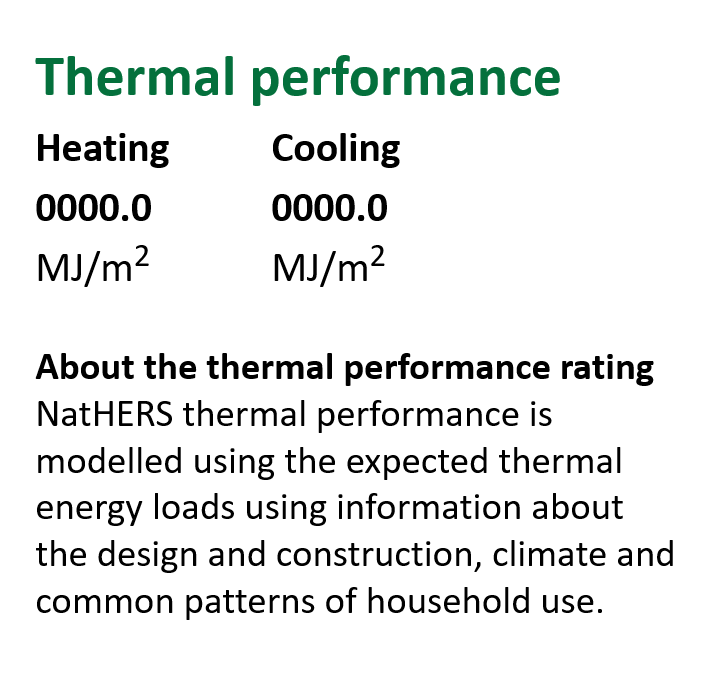 Thermal performance
Heating Cooling
0000.0 0000.0
MJ/m² MJ/m²
About the thermal performance rating
NatHERS thermal performance is
modelled using the expected thermal
energy loads using information about
the design and construction, climate and
common patterns of household use.